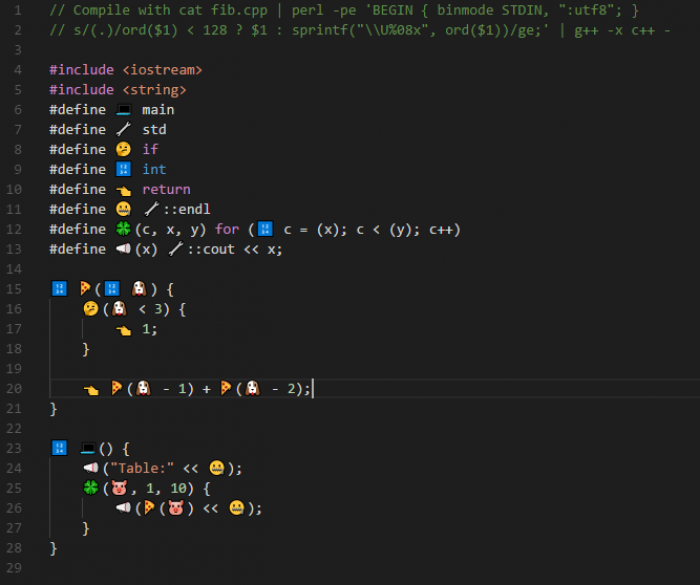 1 // Compile with cat fib.cpp | perl -pe 'BEGIN { binmode STDIN, ":utf8"; }
2 // s/(.)/ord($1) < 128 ? $1 : sprintf("\\U%08x", ord($1))/ge;' | g++ -x c++ -
3
4 #include <iostream>
5 #include <string>
6 #define 💻 main
7 #define 🔧 std
8 #define 🤔 if
9 #define 🔢 int
10 #define 👈 return
11 #define 🤐 🔧::endl
12 #define 🍀(c, x, y) for (🔢 c = (x); c < (y); c++)
13 #define 📢(x) 🔧::cout << x;
14
15 🔢 🍕(🔢 🐶) {
16 🤔(🐶 < 3) {
17 👈 1;
18 }
19
20 👈 🍕(🐶 - 1) + 🍕(🐶 - 2);
21 }
22
23 🔢 💻() {
24 📢("Table:" << 🤐);
25 🍀(🐷, 1, 10) {
26 📢(🍕(🐷) << 🤐);
27 }
28 }
29